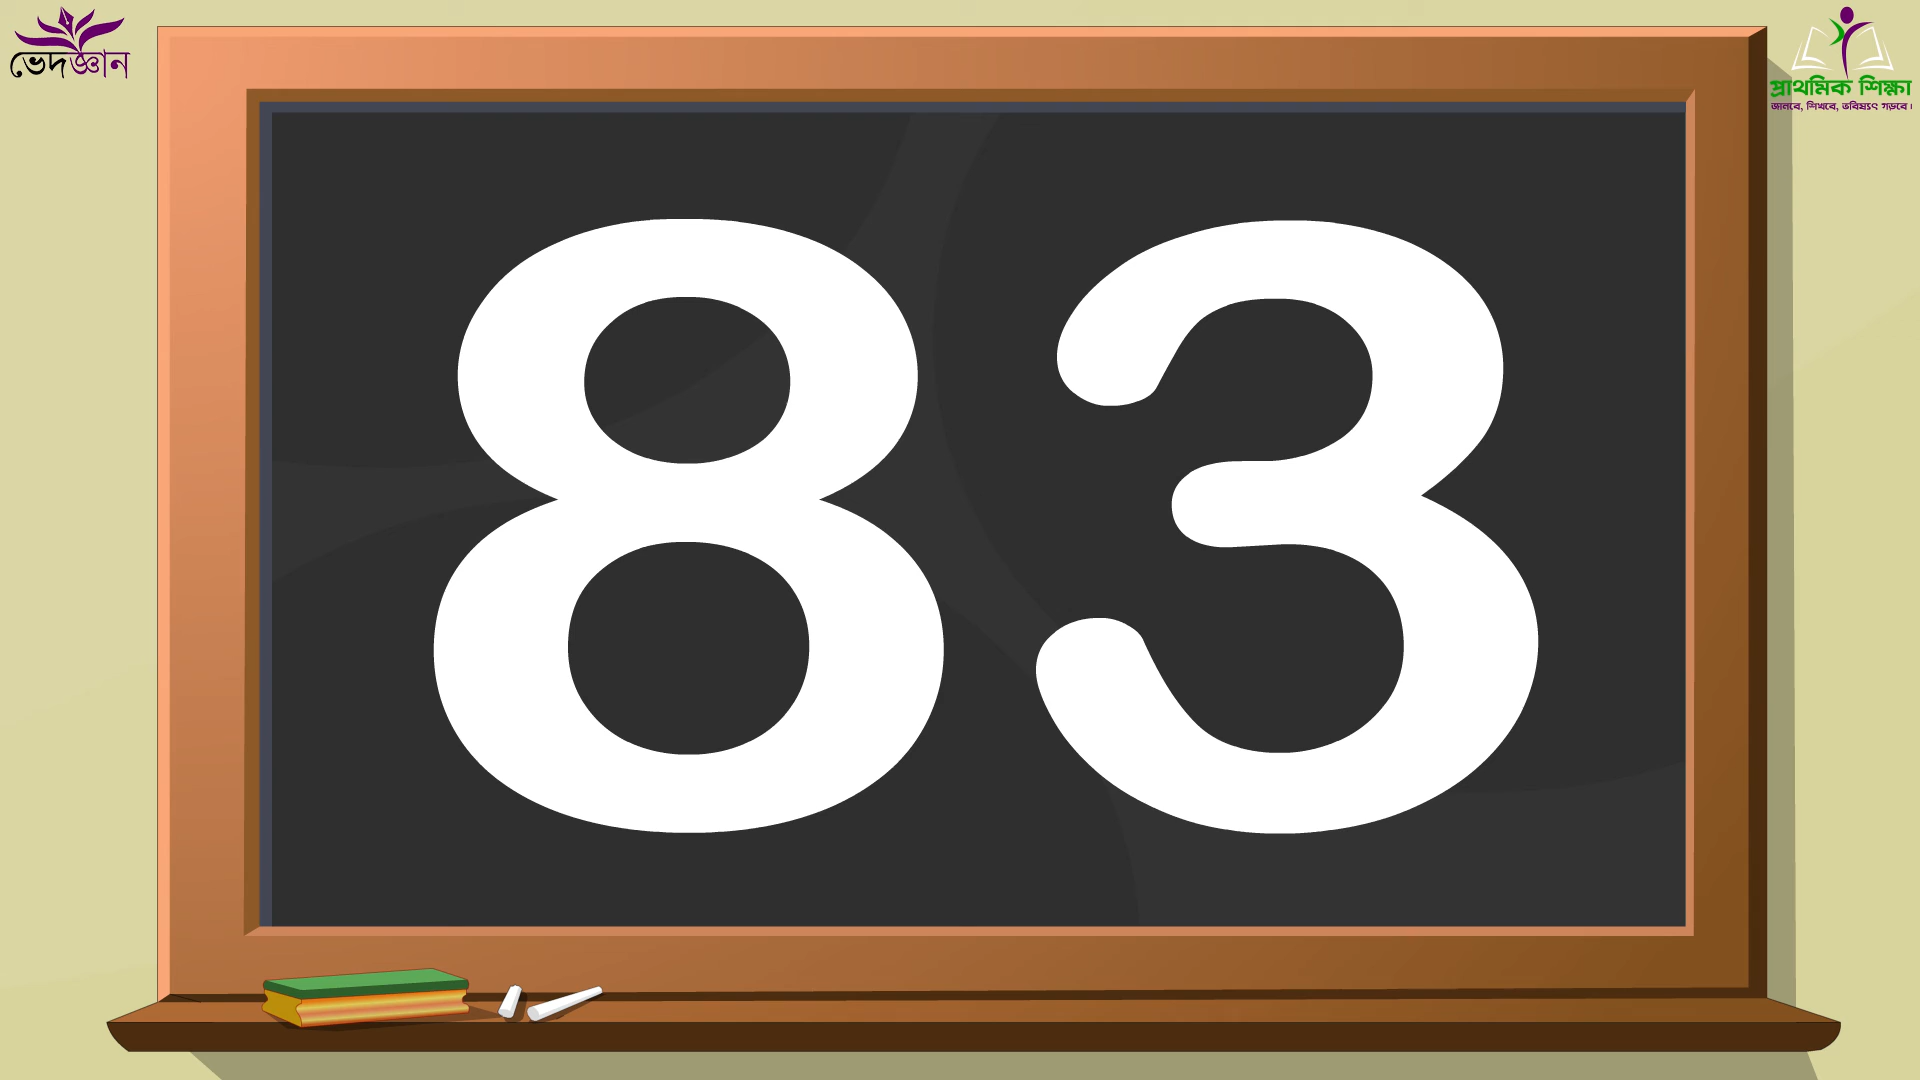 ভেদজ্ঞান
প্রাথমিক শিক্ষা
জানবে, শিখবে, ভবিষ্যৎ গড়বে।
83